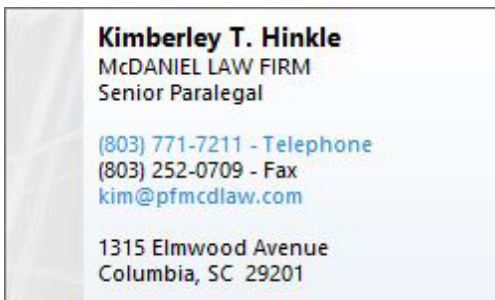 Kimberley T. Hinkle
McDANIEL LAW FIRM
Senior Paralegal
(803) 771-7211 - Telephone
(803) 252-0709 - Fax
kim@pfmcdlaw.com
1315 Elmwood Avenue
Columbia, SC  29201